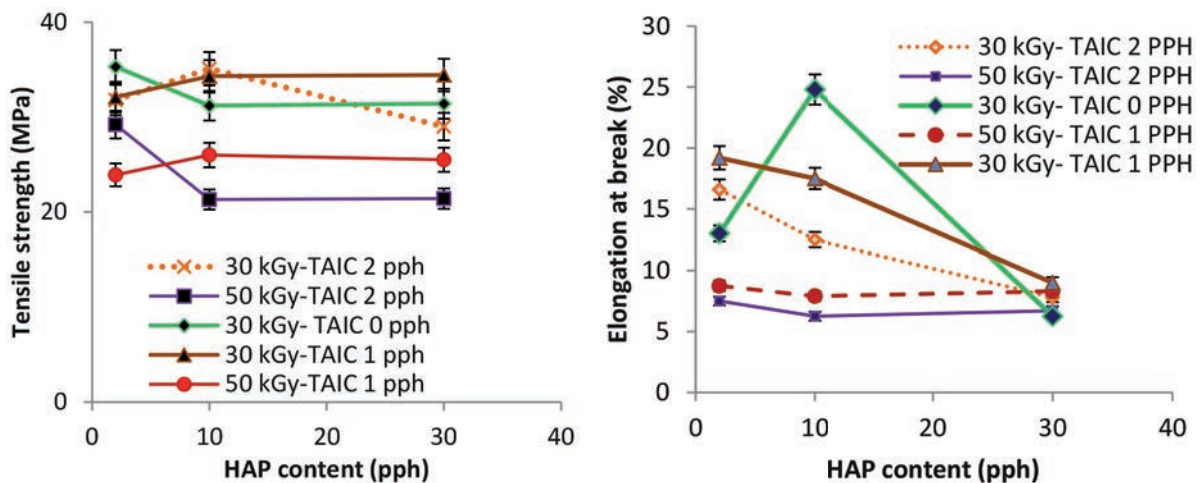 Tensile strength (MPa)
40
20
0
30 kGy-TAIC 2 pph
50 kGy-TAIC 2 pph
30 kGy- TAIC 0 pph
30 kGy-TAIC 1 pph
50 kGy-TAIC 1 pph
0 10 20 30 40
HAP content (pph)
Elongation at break (%)
30
25
20
15
10
5
0
30 kGy- TAIC 2 PPH
50 kGy- TAIC 2 PPH
30 kGy- TAIC 0 PPH
50 kGy- TAIC 1 PPH
30 kGy- TAIC 1 PPH
0 10 20 30 40
HAP content (pph)